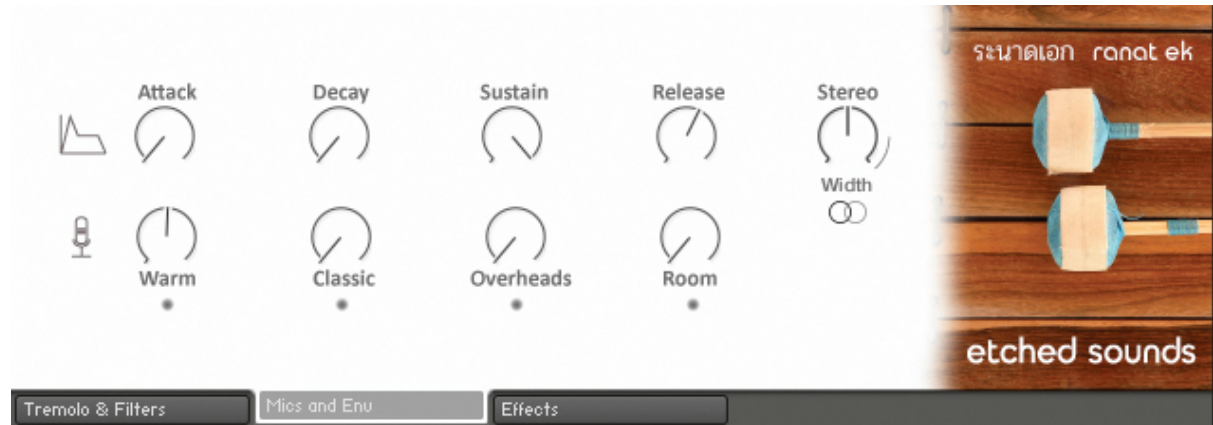 ระนาดเอก ranat ek
Attack Decay Sustain Release Stereo
Width
Warm Classic Overheads Room
etched sounds
Tremolo & Filters Mics and Env Effects